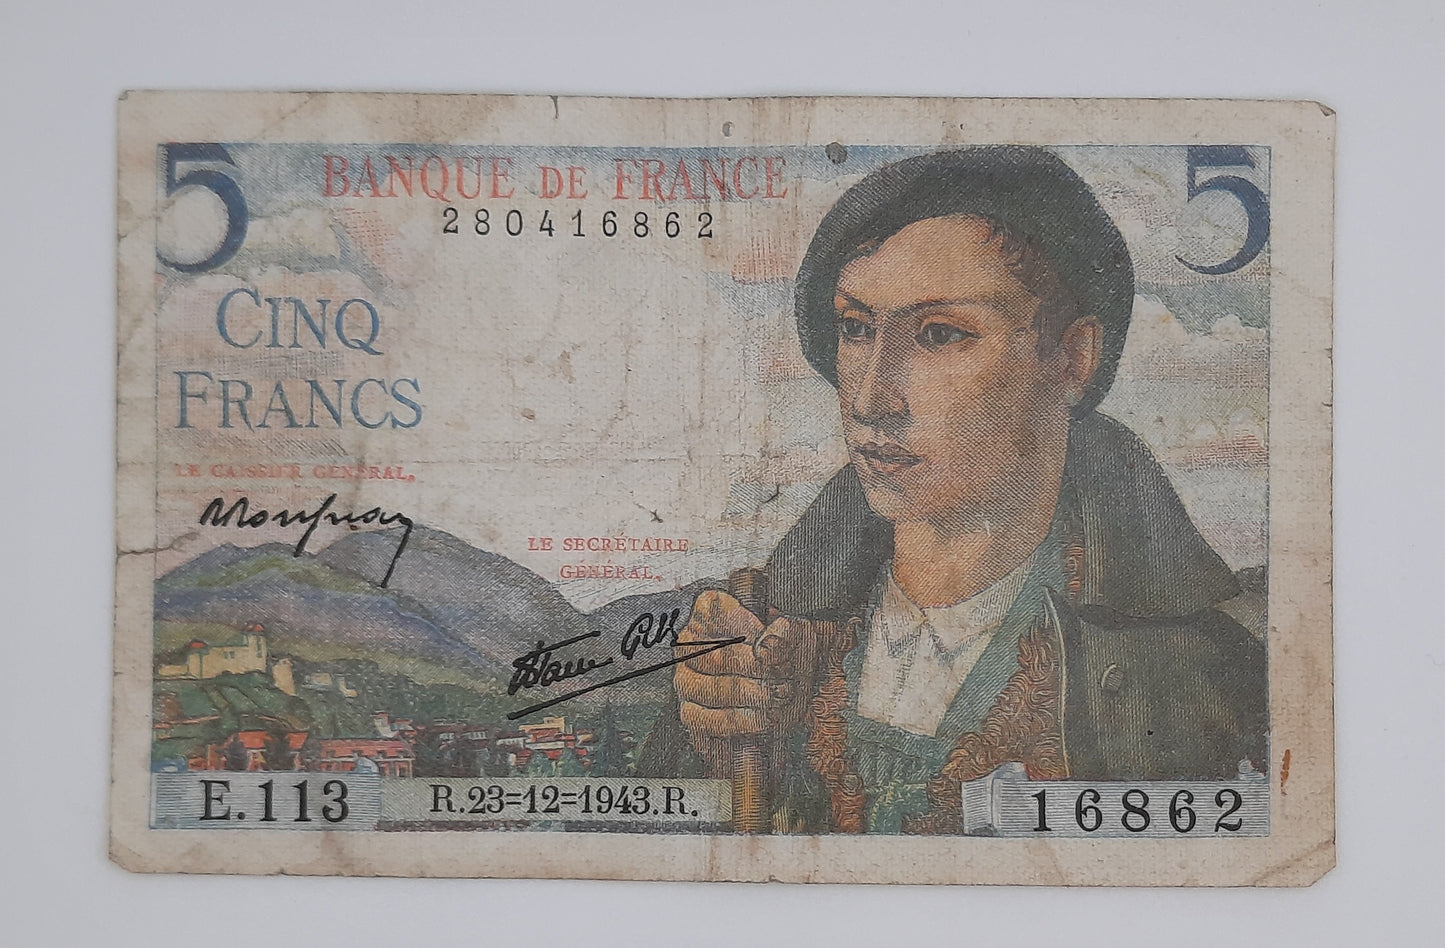 5
BANQUE DE FRANCE
5
280416862
CINQ
FRANCS
LE CAISSIER GÉNÉRAL.
LE SECRÉTAIRE
GÉNÉRAL.
E.113
R.23=12=1943.R.
16862